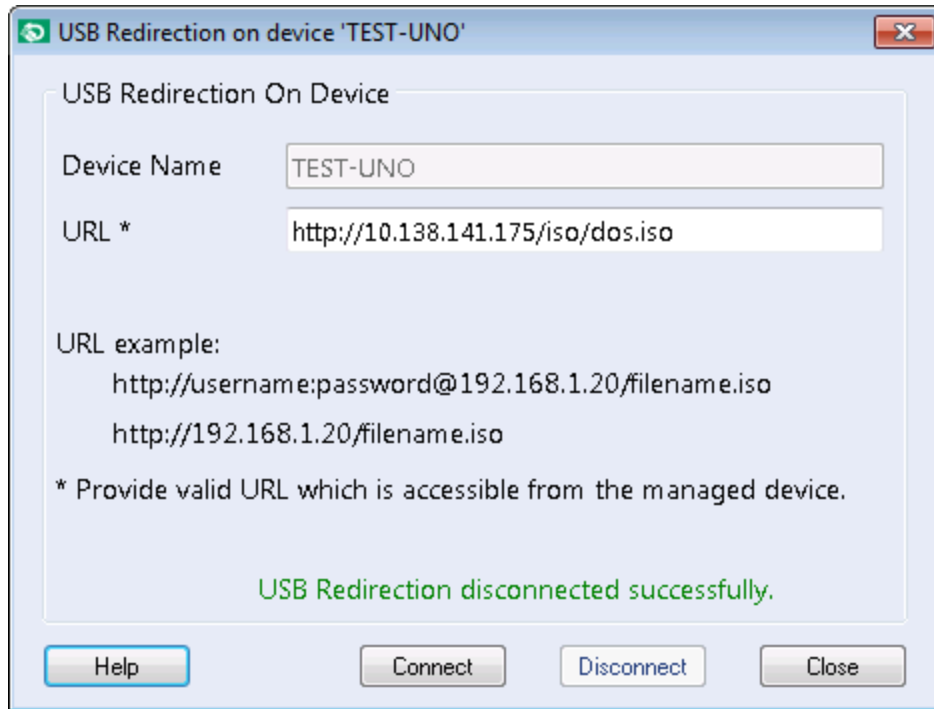 USB Redirection on device 'TEST-UNO'
USB Redirection On Device
Device Name TEST-UNO
URL * http://10.138.141.175/iso/dos.iso
URL example:
http://username:password@192.168.1.20/filename.iso
http://192.168.1.20/filename.iso
* Provide valid URL which is accessible from the managed device.
USB Redirection disconnected successfully.
Help Connect Disconnect Close